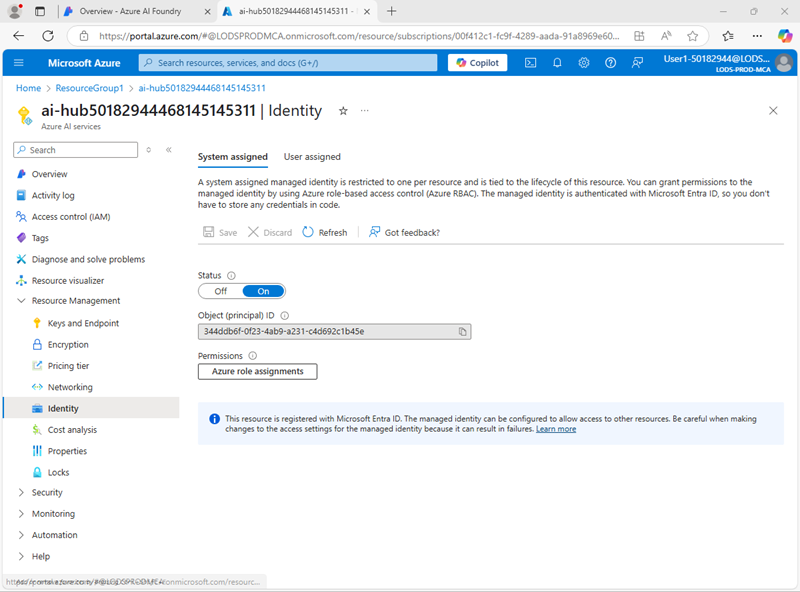 Overview - Azure AI Foundry
ai-hub50182944468145145311 -
https://portal.azure.com/#@LODSPRODMCA.onmicrosoft.com/resource/subscriptions/00f412c1-fc9f-4289-aada-91a8969e60...
Microsoft Azure
Search resources, services, and docs (G+/)
Copilot
User1-50182944@LODS...
LODS-PROD-MCA
Home > ResourceGroup1 > ai-hub50182944468145145311
ai-hub50182944468145145311 | Identity
Azure AI services
Search
Overview
Activity log
Access control (IAM)
Tags
Diagnose and solve problems
Resource visualizer
Resource Management
Keys and Endpoint
Encryption
Pricing tier
Networking
Identity
Cost analysis
Properties
Locks
Security
Monitoring
Automation
Help
System assigned
User assigned
A system assigned managed identity is restricted to one per resource and is tied to the lifecycle of this resource. You can grant permissions to the
managed identity by using Azure role-based access control (Azure RBAC). The managed identity is authenticated with Microsoft Entra ID, so you don't
have to store any credentials in code.
Save
Discard
Refresh
Got feedback?
Status
Off
On
Object (principal) ID
344ddb6f-0f23-4ab9-a231-c4d692c1b45e
Permissions
Azure role assignments
This resource is registered with Microsoft Entra ID. The managed identity can be configured to allow access to other resources. Be careful when making
changes to the access settings for the managed identity because it can result in failures. Learn more